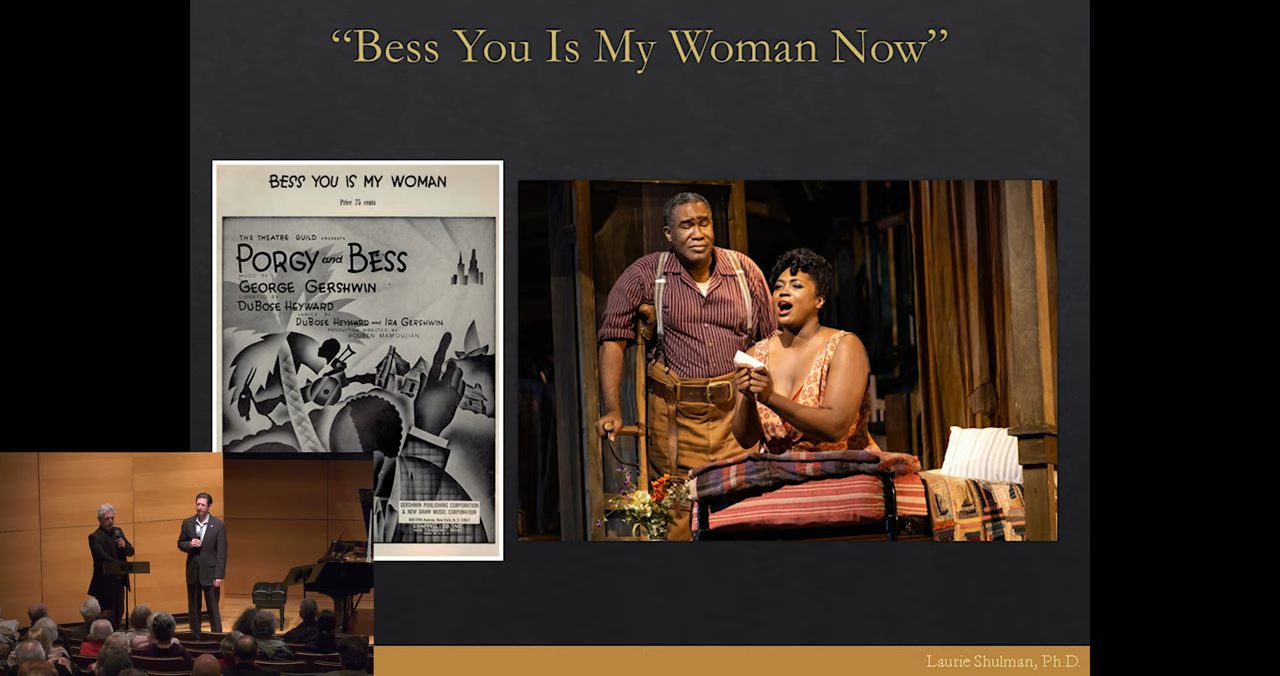 “Bess You Is My Woman Now”
BESS YOU IS MY WOMAN
Price 75 cents
THE THEATRE GUILD PRESENTS
PORGY and BESS
MUSIC BY
GEORGE GERSHWIN
LIBRETTO BY
DUBOSE HEYWARD
LYRICS BY
DUBOSE HEYWARD and IRA GERSHWIN
PRODUCTION DIRECTED BY
ROUBEN MAMOULIAN
GERSHWIN PUBLISHING CORPORATION
& NEW DAWN MUSIC CORPORATION
Laurie Shulman, Ph.D.